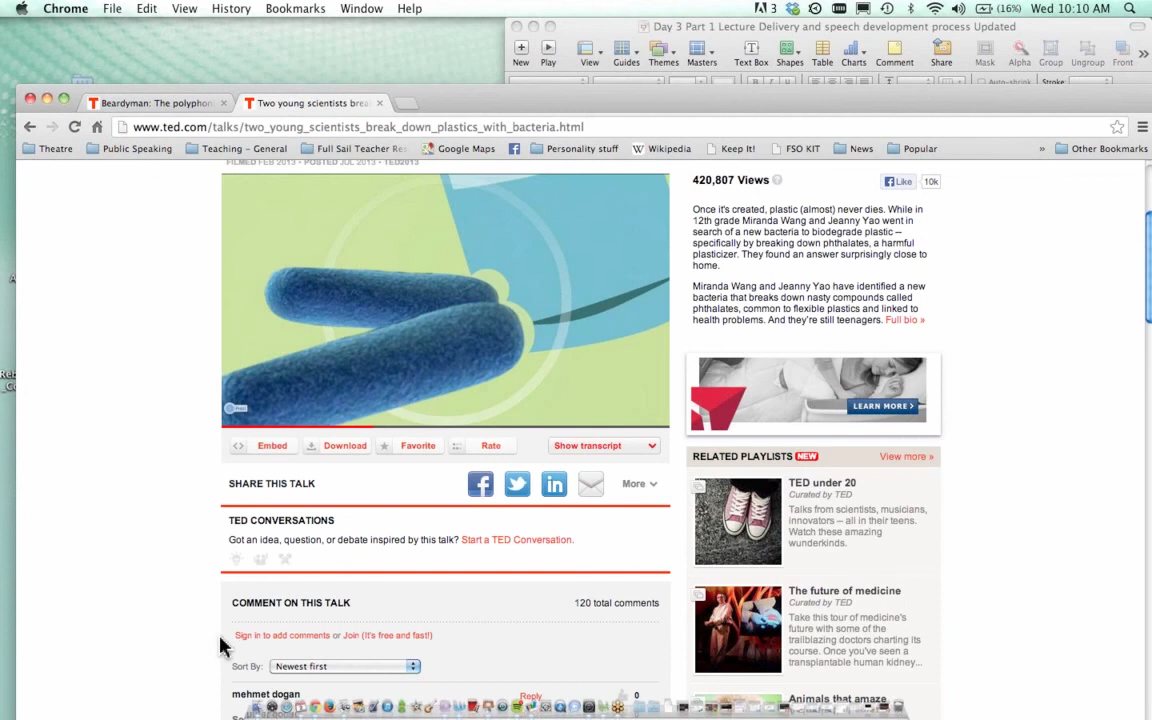 Chrome File Edit View History Bookmarks Window Help 3 (16%) Wed 10:10 AM
Day 3 Part 1 Lecture Delivery and speech development process Updated
New Play View Guides Themes Masters Text Box Shapes Table Charts Comment Share Mask Alpha Group Ungroup Front
Auto-shrink Stroke:
Beardyman: The polyphon Two young scientists brea
www.ted.com/talks/two_young_scientists_break_down_plastics_with_bacteria.html
Theatre Public Speaking Teaching – General Full Sail Teacher Res Google Maps Personality stuff Wikipedia Keep It! FSO KIT News Popular » Other Bookmarks
FILMED FEB 2013 • POSTED JUL 2013 • TED2013
420,807 Views Like 10k
Once it's created, plastic (almost) never dies. While in
12th grade Miranda Wang and Jeanny Yao went in
search of a new bacteria to biodegrade plastic --
specifically by breaking down phthalates, a harmful
plasticizer. They found an answer surprisingly close to
home.
Miranda Wang and Jeanny Yao have identified a new
bacteria that breaks down nasty compounds called
phthalates, common to flexible plastics and linked to
health problems. And they're still teenagers. Full bio »
LEARN MORE >
Embed Download Favorite Rate Show transcript
RELATED PLAYLISTS NEW View more »
SHARE THIS TALK More
TED under 20
Curated by TED
Talks from scientists, musicians,
innovators -- all in their teens.
Watch these amazing
wunderkinds.
TED CONVERSATIONS
Got an idea, question, or debate inspired by this talk? Start a TED Conversation.
The future of medicine
Curated by TED
Take this tour of medicine's
future with some of the
trailblazing doctors charting its
course. Once you've seen a
transplantable human kidney...
COMMENT ON THIS TALK 120 total comments
Sign in to add comments or Join (It's free and fast!)
Sort By: Newest first
mehmet dogan Reply 0
Animals that amaze